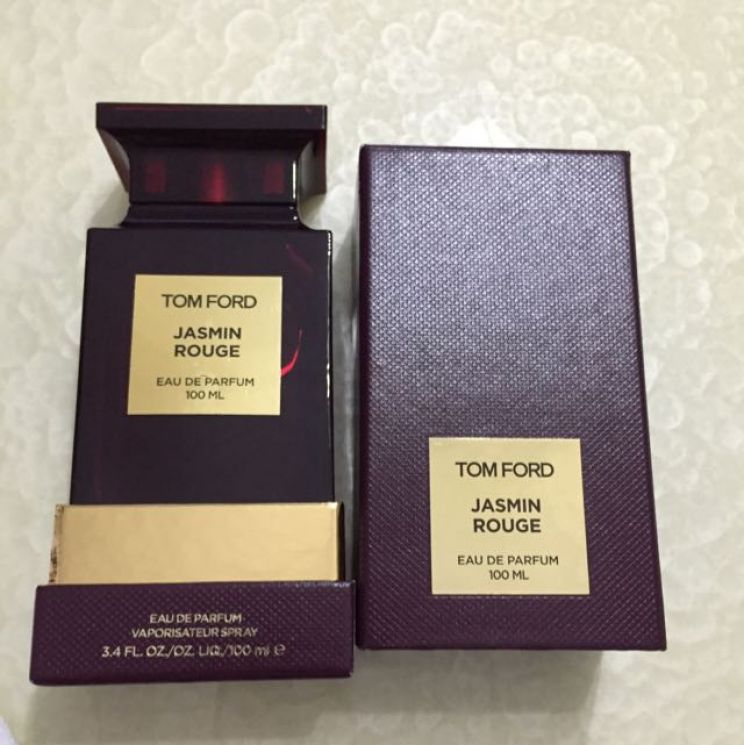 TOM FORD
JASMIN
ROUGE
EAU DE PARFUM
100 ML
EAU DE PARFUM
VAPORISATEUR SPRAY
3.4 FL. OZ./OZ. LIQ./100 ml ℮
TOM FORD
JASMIN
ROUGE
EAU DE PARFUM
100 ML